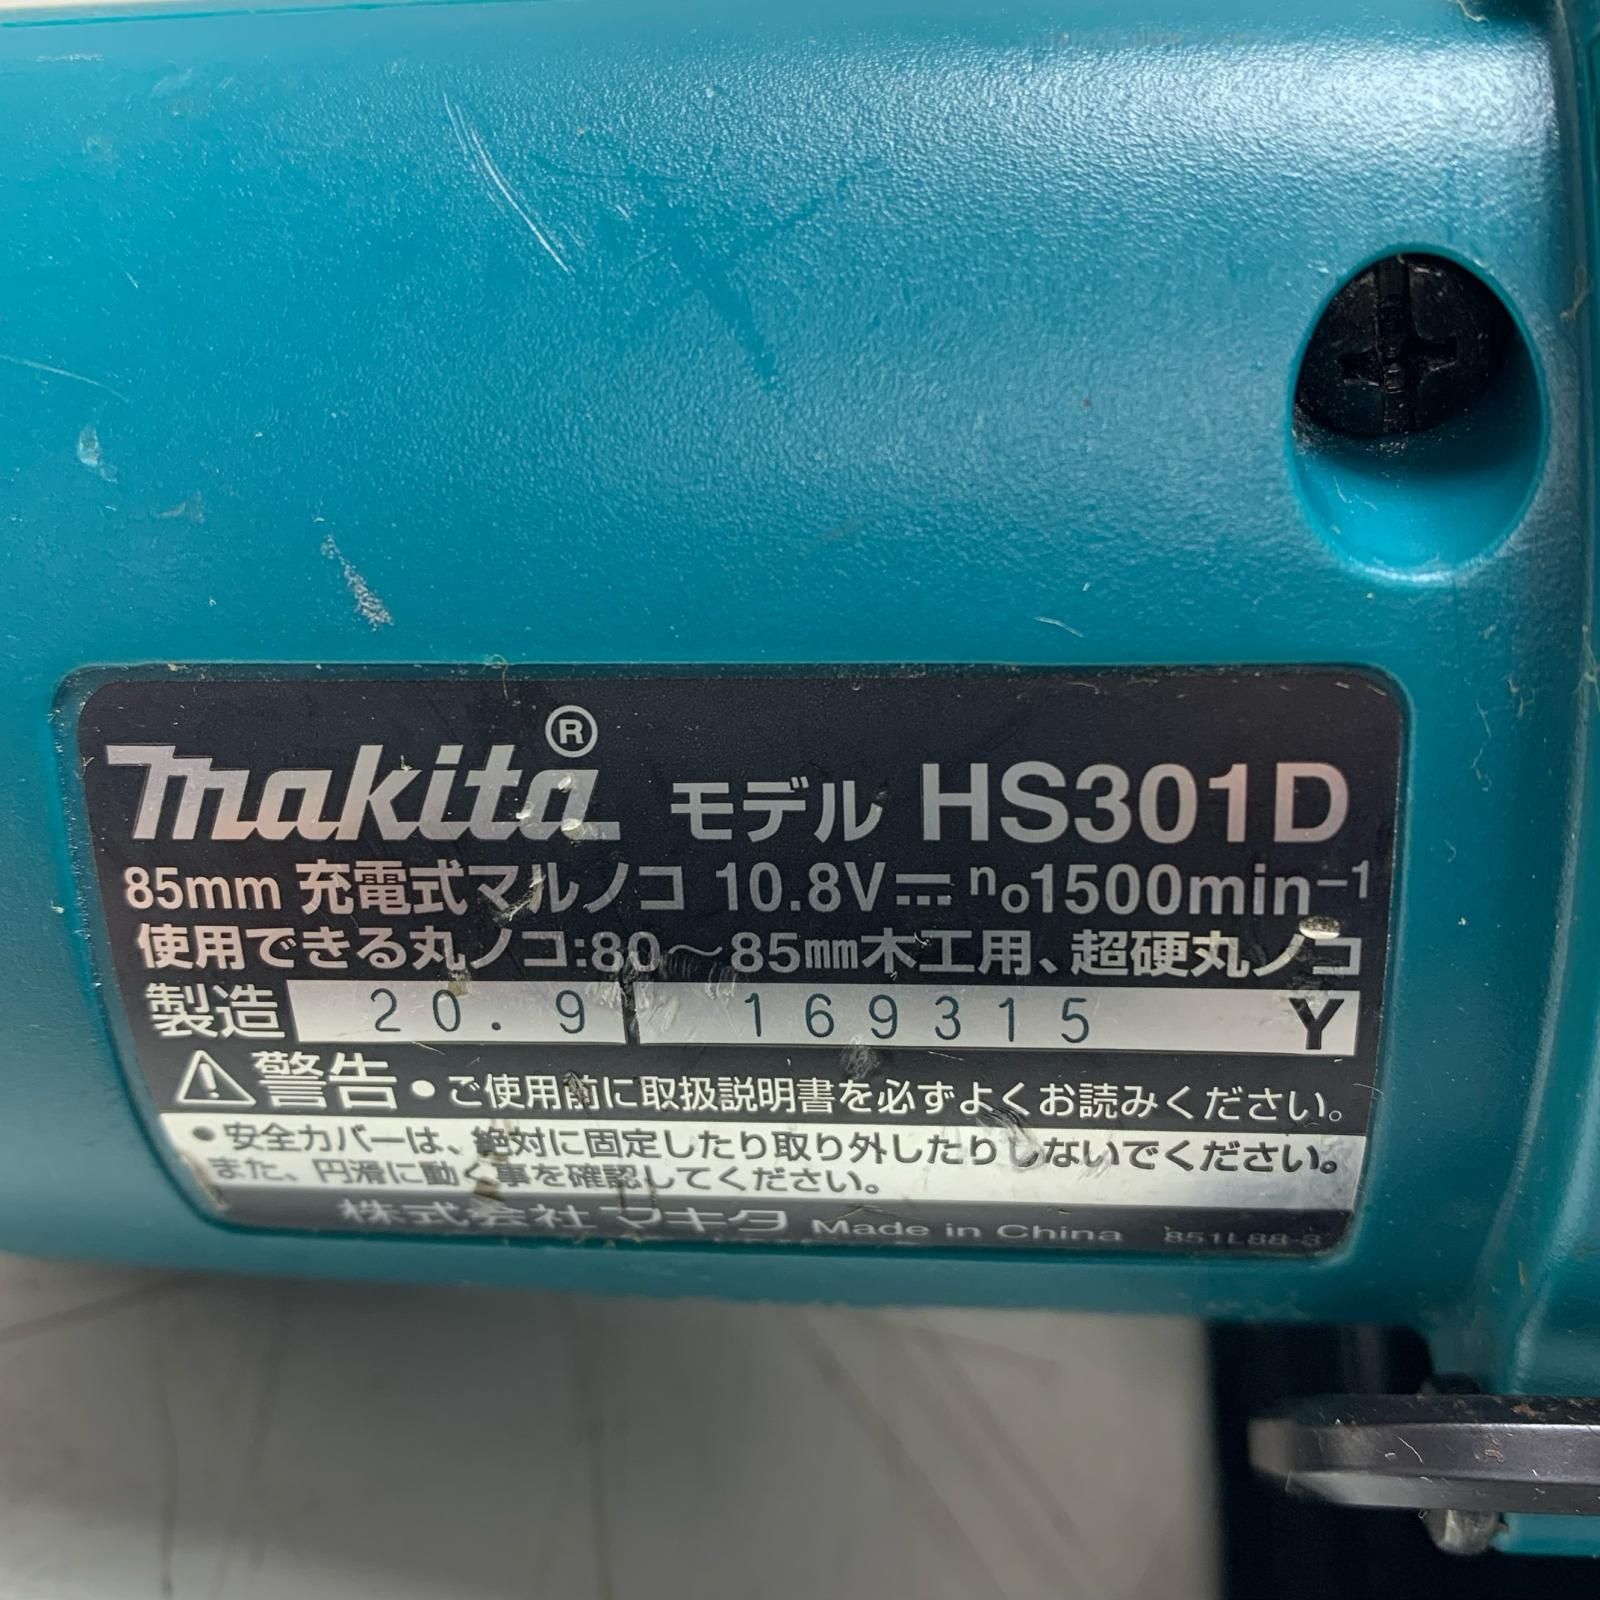 makita® モデル HS301D
85mm 充電式マルノコ 10.8V⎓ n₀1500min⁻¹
使用できる丸ノコ:80～85mm木工用、超硬丸ノコ
製造 20.9 169315 Y
⚠警告 •ご使用前に取扱説明書を必ずよくお読みください。
•安全カバーは、絶対に固定したり取り外したりしないでください。
また、円滑に動く事を確認してください。
株式会社マキタ Made in China 851L88-3